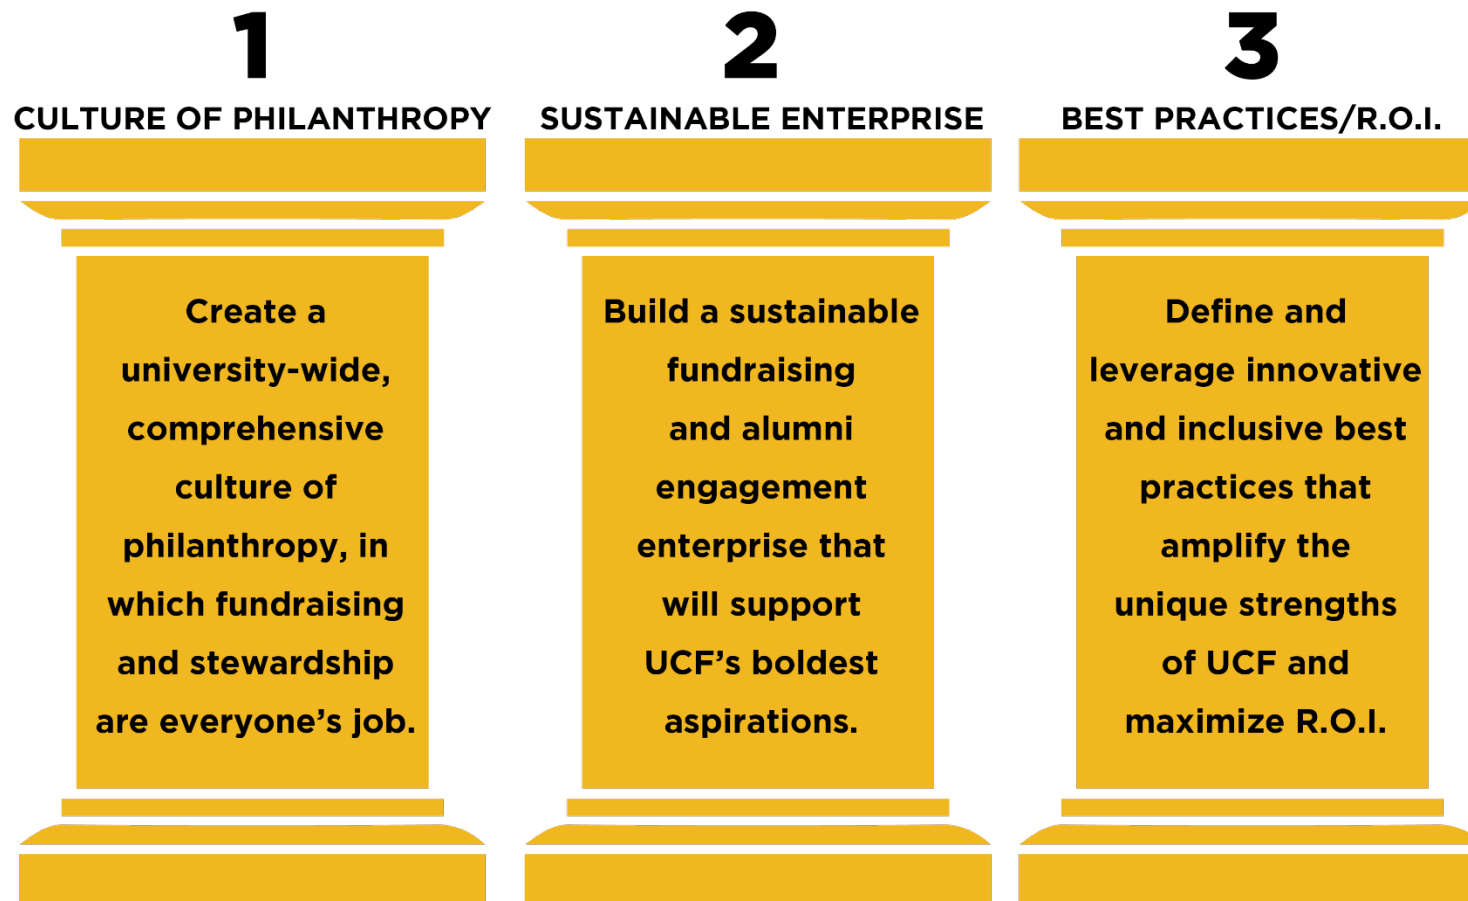 1
CULTURE OF PHILANTHROPY
Create a
university-wide,
comprehensive
culture of
philanthropy, in
which fundraising
and stewardship
are everyone’s job.
2
SUSTAINABLE ENTERPRISE
Build a sustainable
fundraising
and alumni
engagement
enterprise that
will support
UCF’s boldest
aspirations.
3
BEST PRACTICES/R.O.I.
Define and
leverage innovative
and inclusive best
practices that
amplify the
unique strengths
of UCF and
maximize R.O.I.